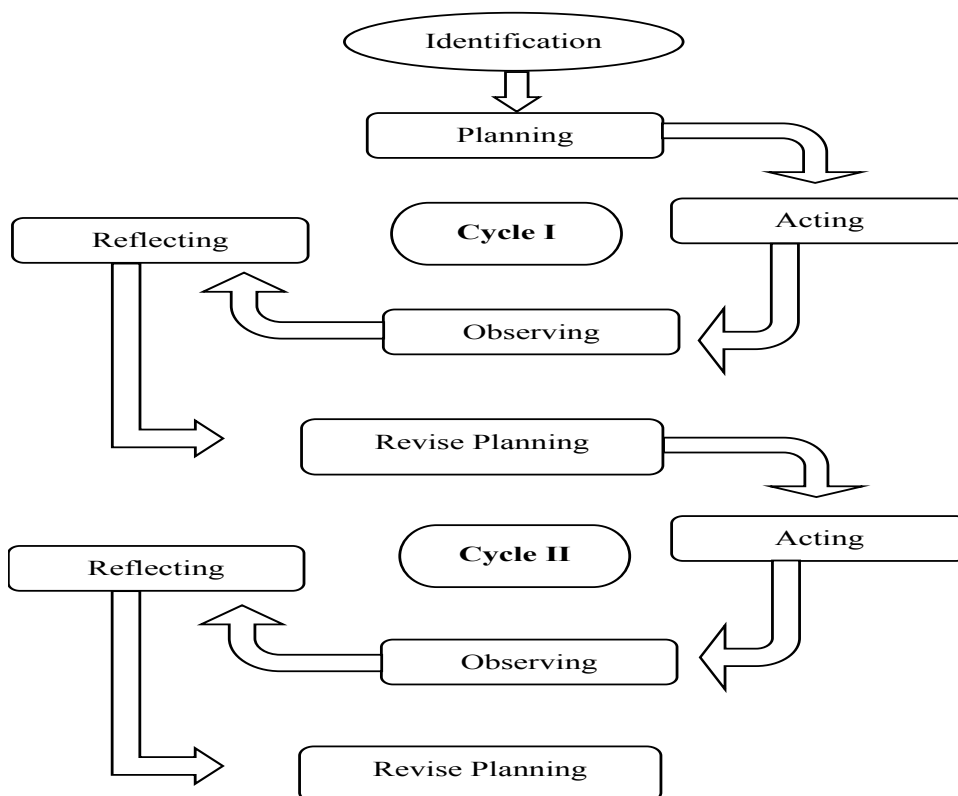 Identification
Planning
Acting
Reflecting
Cycle I
Observing
Revise Planning
Acting
Reflecting
Cycle II
Observing
Revise Planning